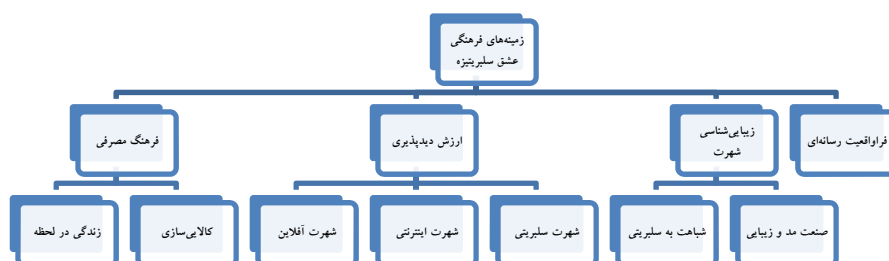 زمینه‌های فرهنگی
عشق سلبریتیزه
فراواقعیت رسانه‌ای
زیبایی‌شناسی
شهرت
ارزش دیدپذیری
فرهنگ مصرفی
صنعت مد و زیبایی
شباهت به سلبریتی
شهرت سلبریتی
شهرت اینترنتی
شهرت آفلاین
کالایی‌سازی
زندگی در لحظه